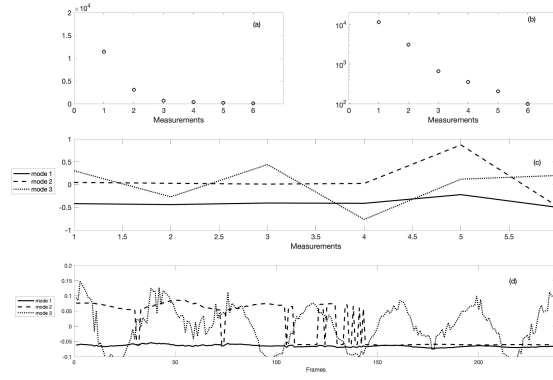 ×10⁴
2
(a)
1.5
1
0.5
0
0 1 2 3 4 5 6
Measurements
(b)
10⁴
10³
10²
0 1 2 3 4 5 6
Measurements
1
(c)
0.5
0
-0.5
-1
mode 1
mode 2
mode 3
1 1.5 2 2.5 3 3.5 4 4.5 5 5.5
Measurements
0.2
(d)
0.15
0.1
0.05
0
-0.05
-0.1
mode 1
mode 2
mode 3
0 50 100 150 200
Frames